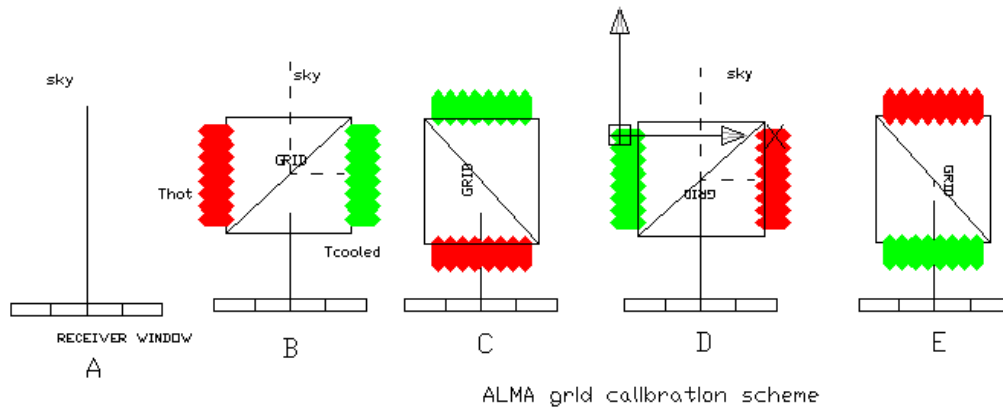 sky
sky
GRID
Thot
Tcooled
GRID
sky
GRID
GRID
RECEIVER WINDOW
A
B
C
D
E
ALMA grid calibration scheme